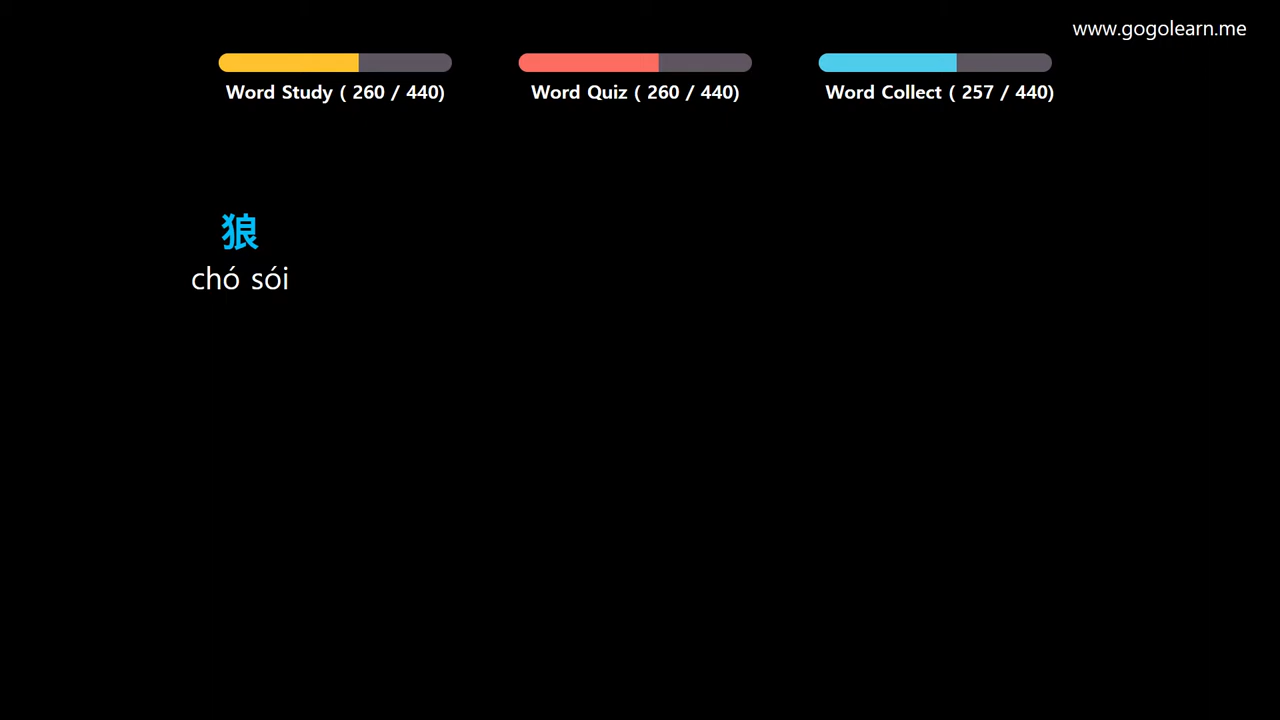 www.gogolearn.me
Word Study ( 260 / 440)
Word Quiz ( 260 / 440)
Word Collect ( 257 / 440)
狼
chó sói